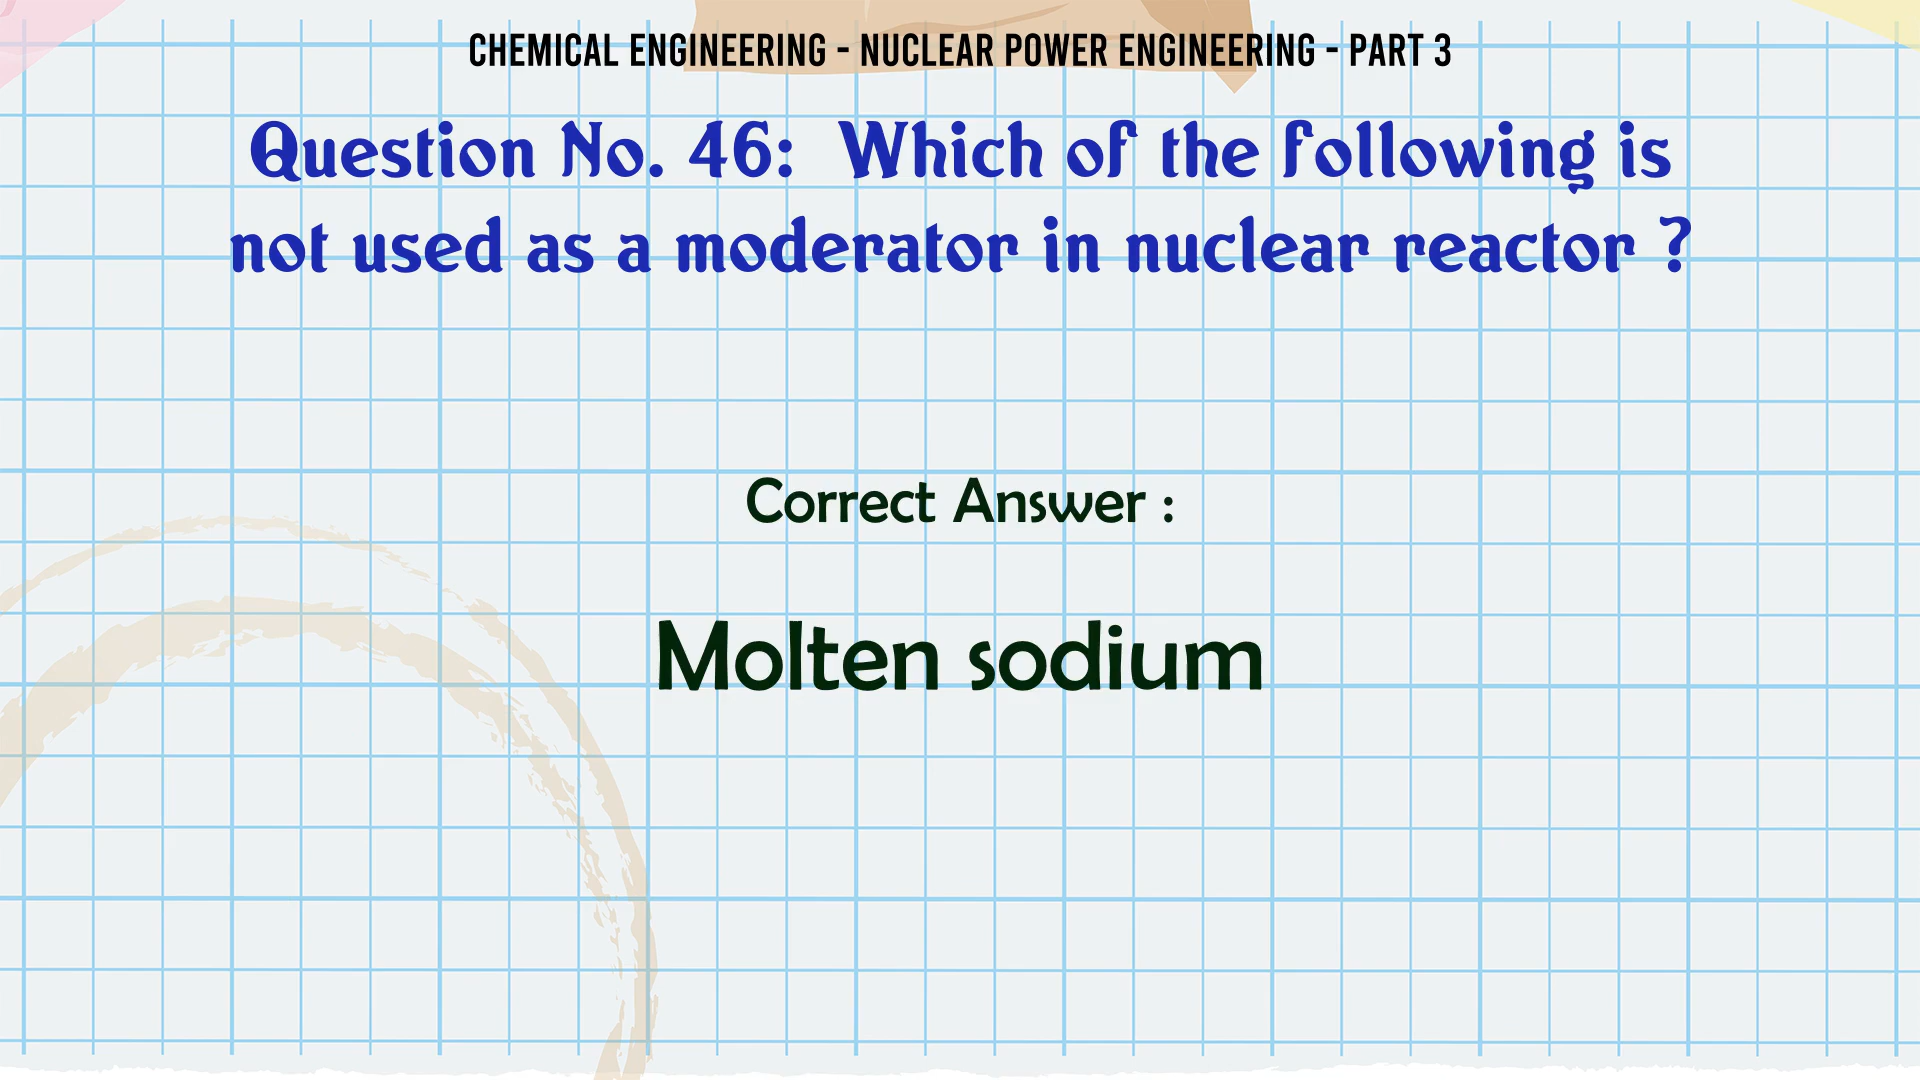 CHEMICAL ENGINEERING - NUCLEAR POWER ENGINEERING - PART 3
Question No. 46: Which of the following is
not used as a moderator in nuclear reactor ?
Correct Answer :
Molten sodium